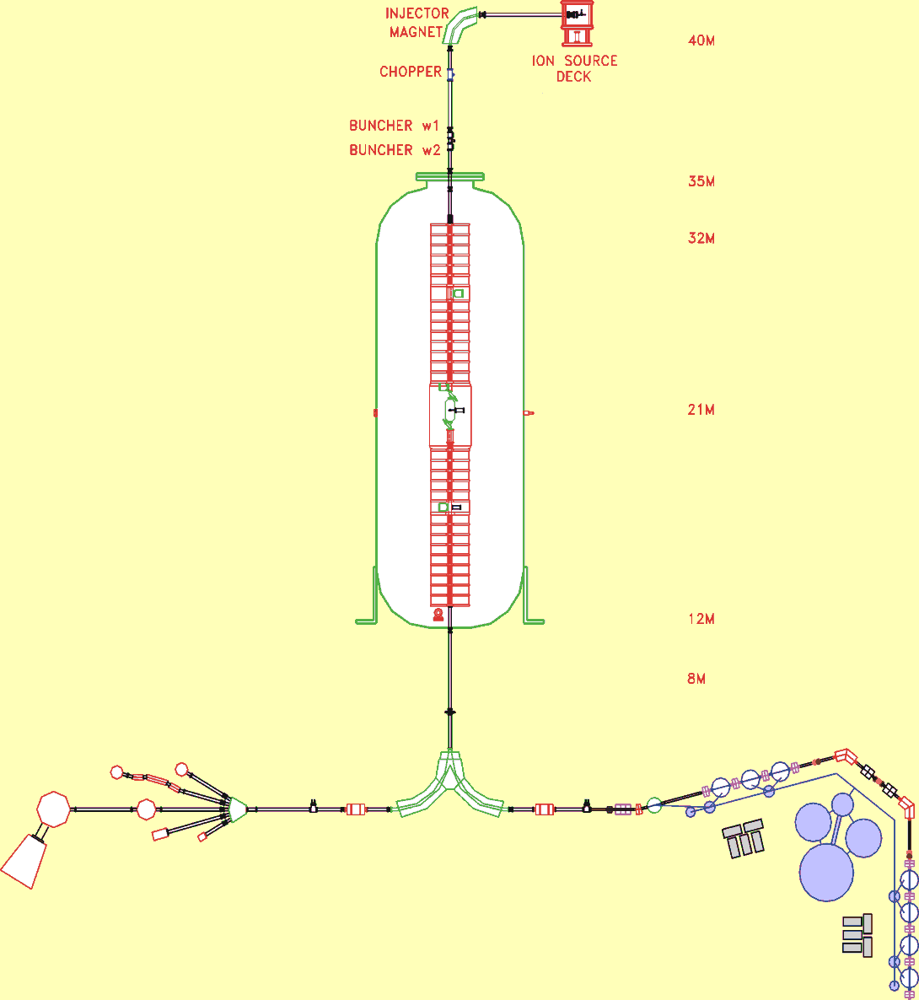 INJECTOR
MAGNET
40M
ION SOURCE
DECK
CHOPPER
BUNCHER w1
BUNCHER w2
35M
32M
21M
12M
8M